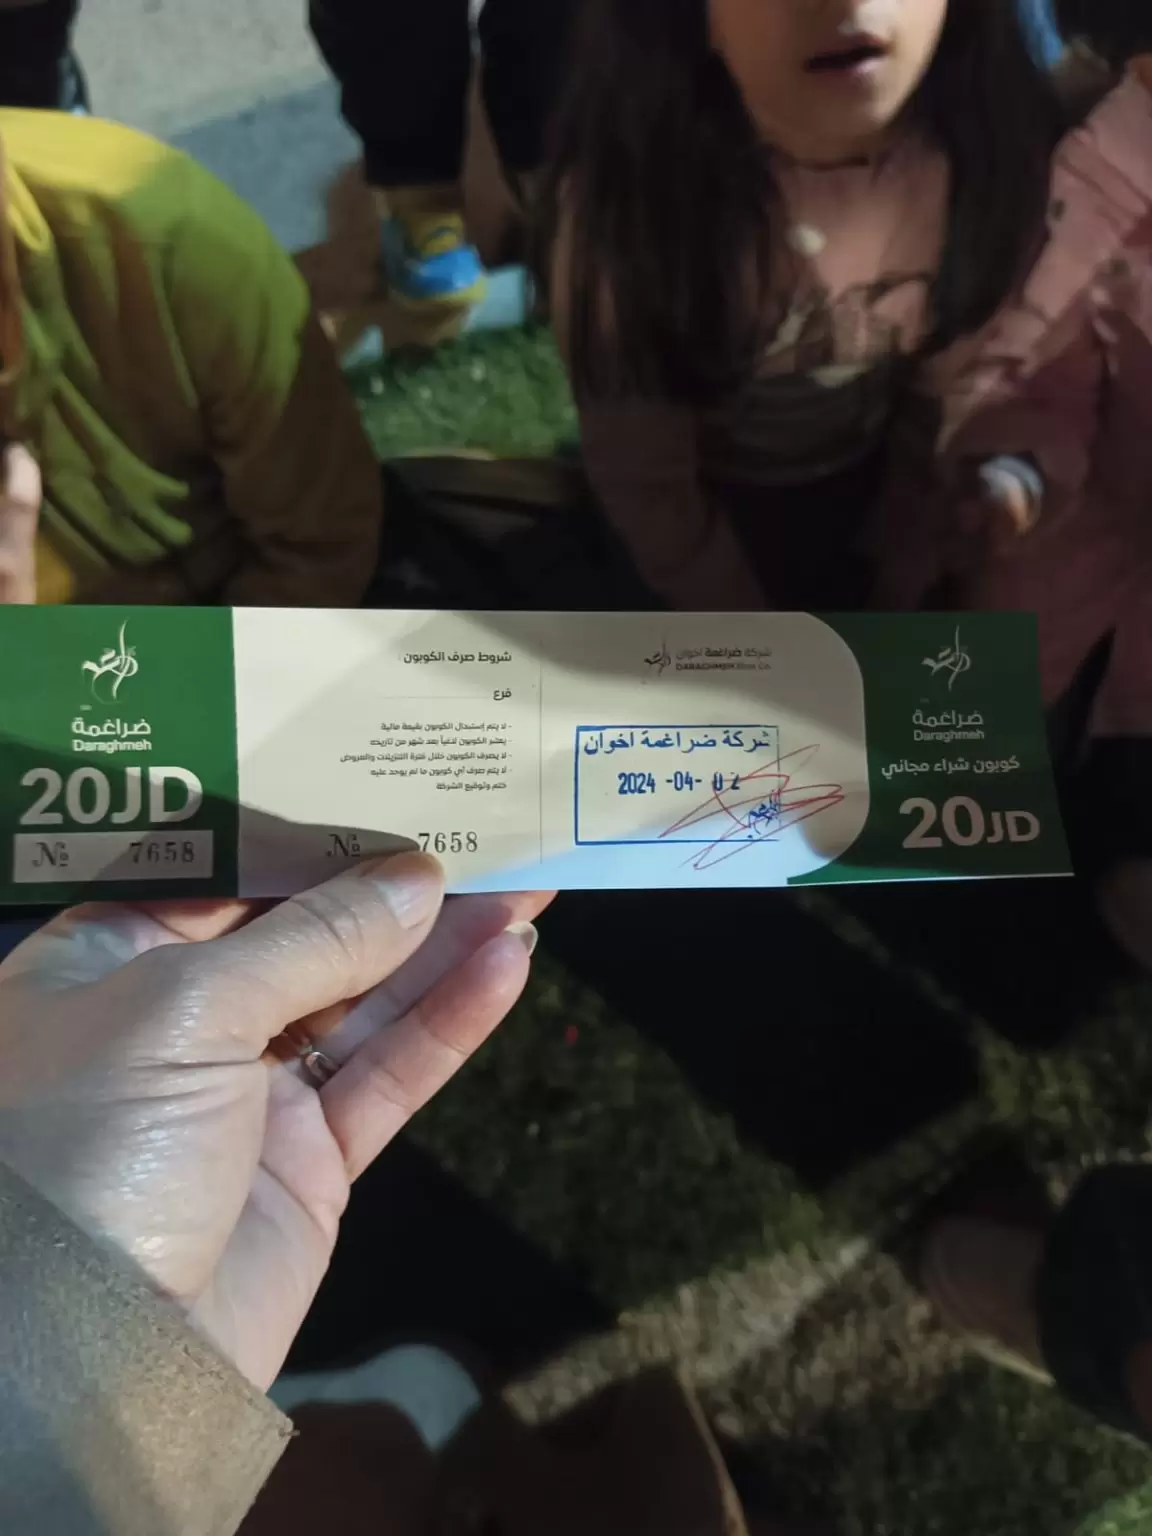 ضراغمة
Daraghmeh
20JD
№ 7658
شروط صرف الكوبون
فرع
- لا يتم إستبدال الكوبون بقيمة مالية
- يعتبر الكوبون لاغياً بعد شهر من تاريخه
- لا يصرف الكوبون خلال فترة التنزيلات والعروض
- لا يتم صرف أي كوبون ما لم يوجد عليه
ختم وتوقيع الشركة
№ 7658
شركة ضراغمة اخوان
DARAGHMEH Bros Co.
شركة ضراغمة اخوان
2024 -04- 02
ضراغمة
Daraghmeh
كوبون شراء مجاني
20JD